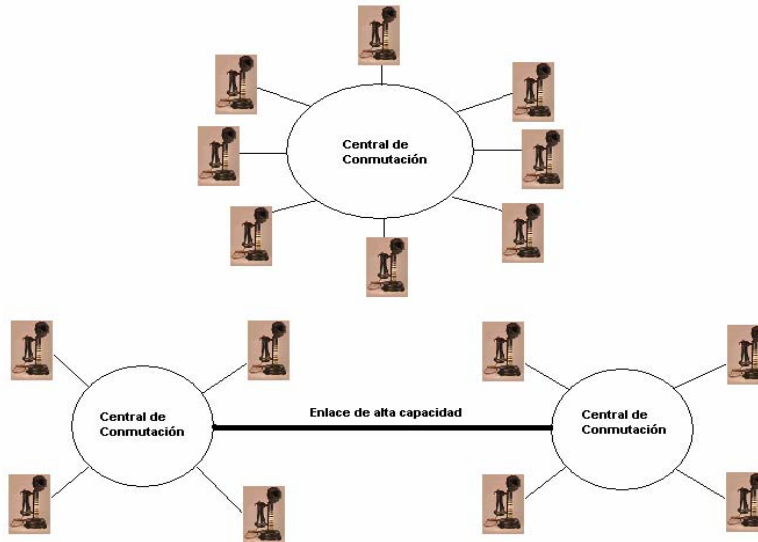 Central de
Conmutación
Central de
Conmutación
Enlace de alta capacidad
Central de
Conmutación